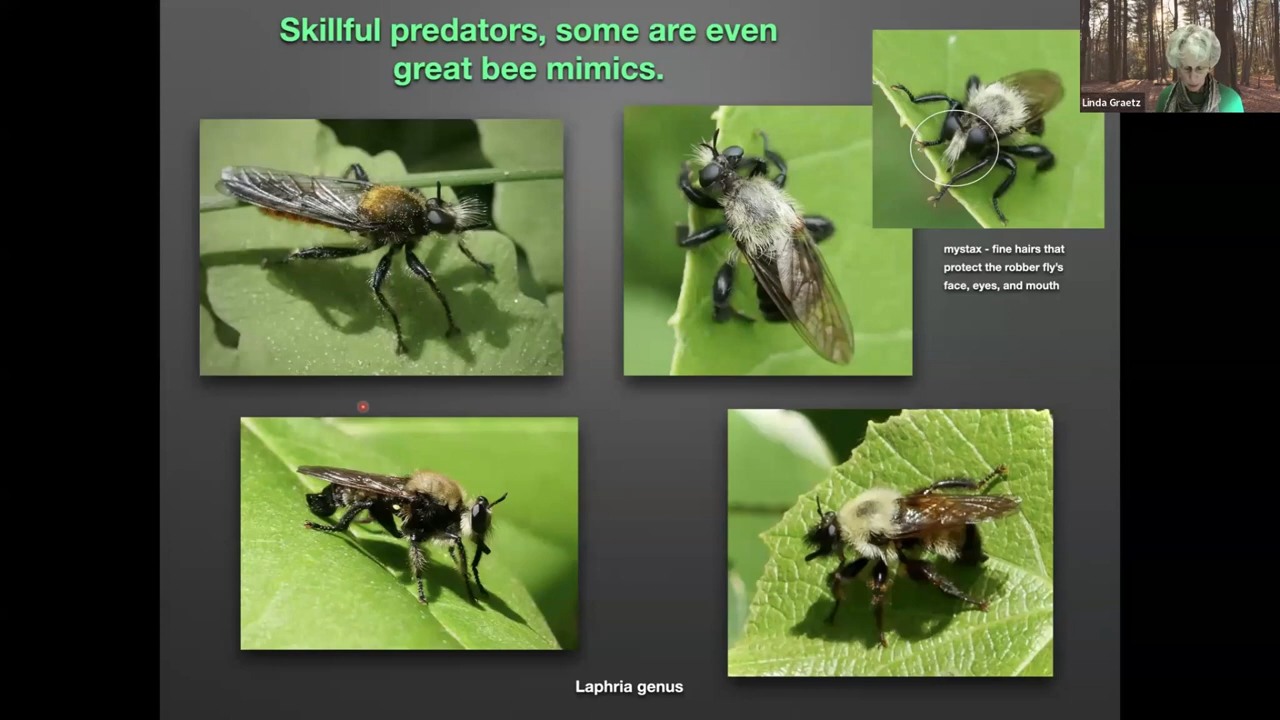 Skillful predators, some are even
great bee mimics.
Linda Graetz
mystax - fine hairs that
protect the robber fly's
face, eyes, and mouth
Laphria genus